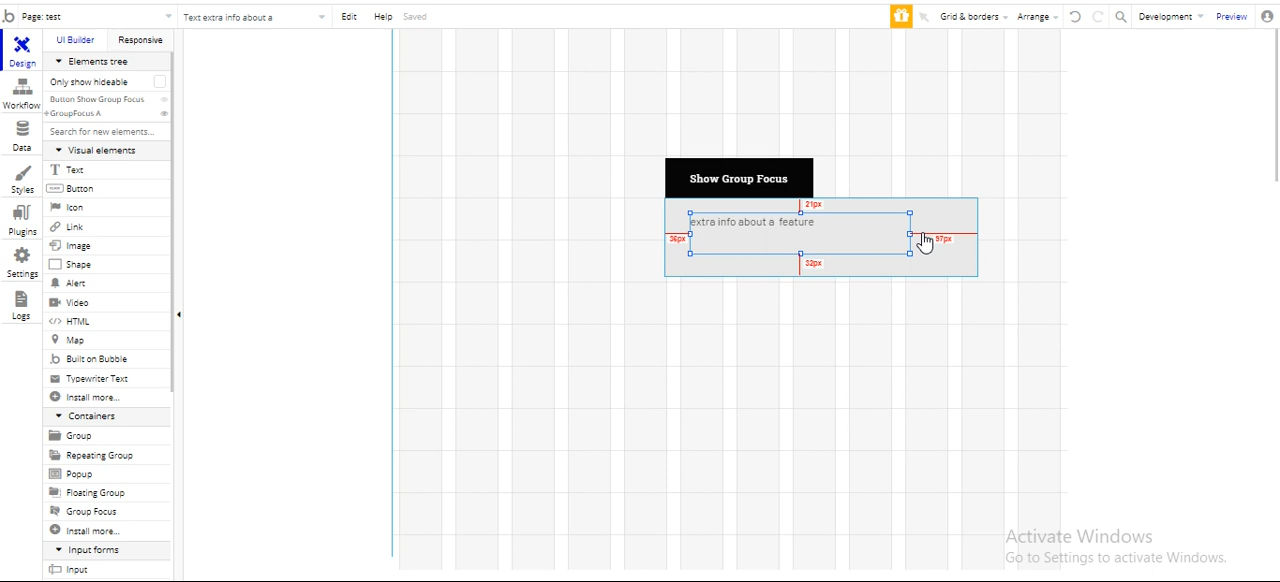 b Page: test Text extra info about a Edit Help Saved Grid & borders Arrange Development Preview
UI Builder Responsive
Design
Elements tree
Only show hideable
Button Show Group Focus
+GroupFocus A
Workflow
Search for new elements...
Data
Visual elements
Text
Button
Styles
Icon
Link
Plugins
Image
Shape
Settings
Alert
Video
Logs
</> HTML
Map
b Built on Bubble
Typewriter Text
Install more...
Containers
Group
Repeating Group
Popup
Floating Group
Group Focus
Install more...
Input forms
Input
Show Group Focus
21px
extra info about a feature
36px
97px
32px
Activate Windows
Go to Settings to activate Windows.